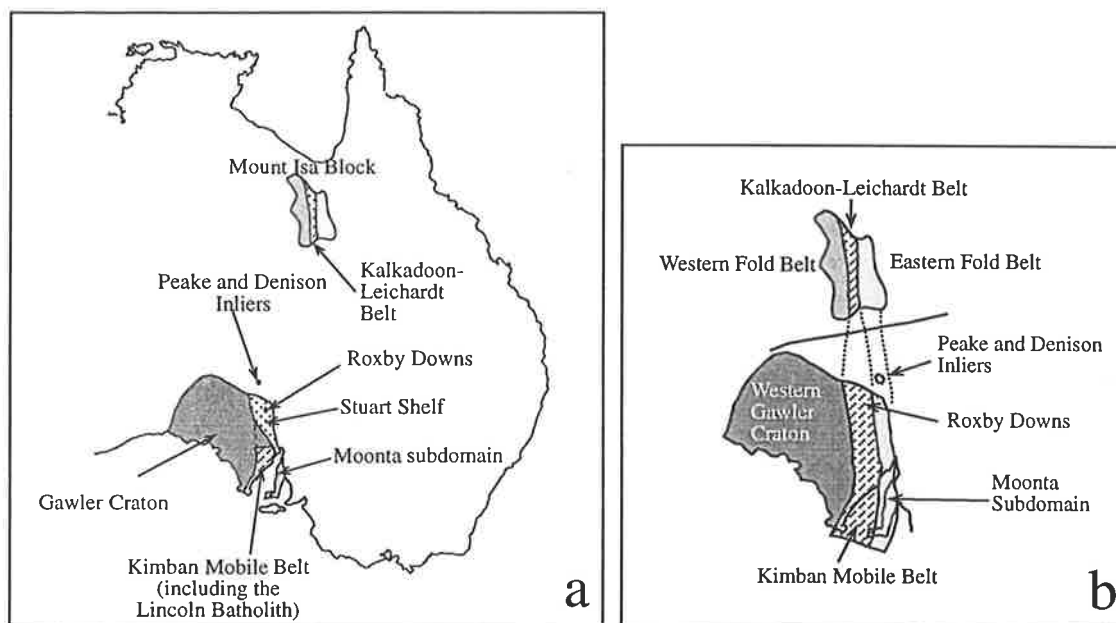 Mount Isa Block
Peake and Denison
Inliers
Kalkadoon-
Leichardt
Belt
Roxby Downs
Stuart Shelf
Moonta subdomain
Gawler Craton
Kimban Mobile Belt
(including the
Lincoln Batholith)
a
Kalkadoon-Leichardt Belt
Western Fold Belt
Eastern Fold Belt
Peake and Denison
Inliers
Western
Gawler
Craton
Roxby Downs
Moonta
Subdomain
Kimban Mobile Belt
b